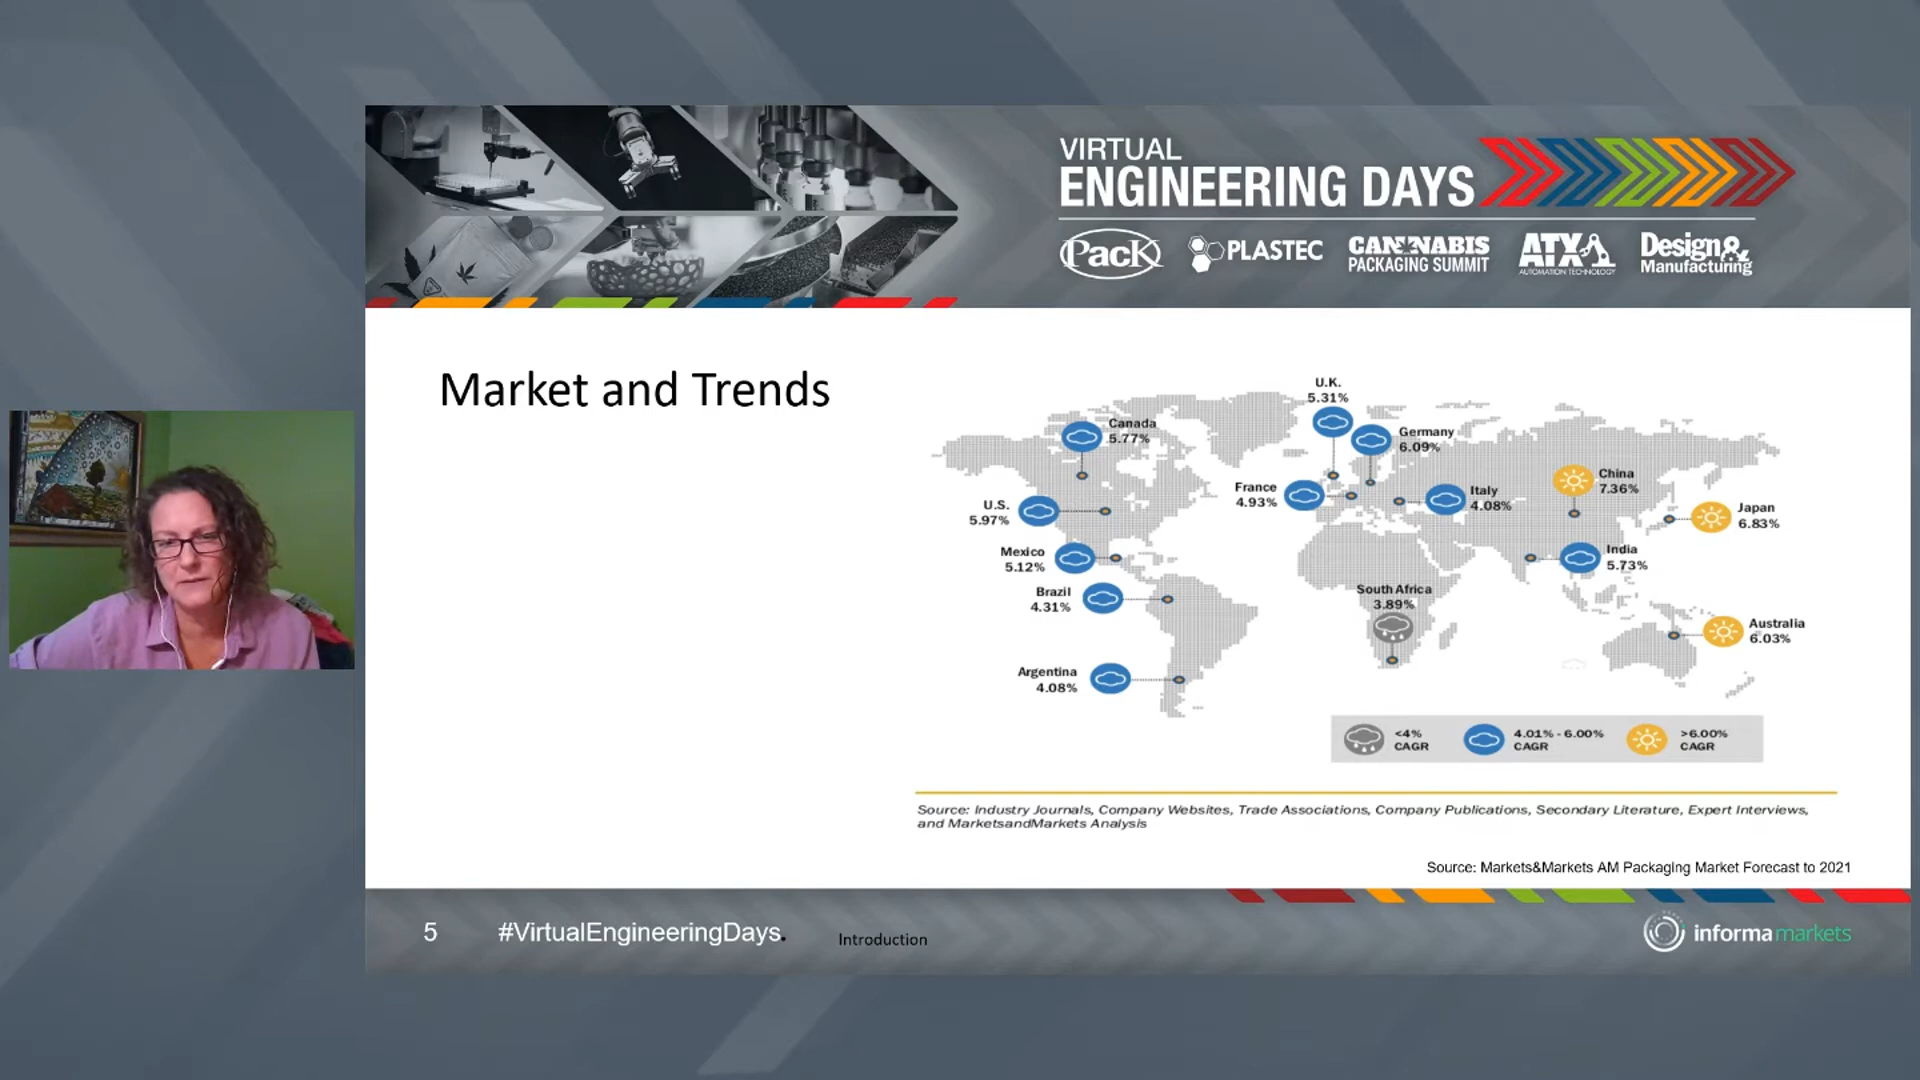 VIRTUAL
ENGINEERING DAYS
PACK
PLASTEC
CANNABIS
PACKAGING SUMMIT
ATX
AUTOMATION TECHNOLOGY
Design&
Manufacturing
Market and Trends
U.K.
5.31%
Canada
5.77%
Germany
6.09%
China
7.36%
France
4.93%
Italy
4.08%
U.S.
5.97%
Japan
6.83%
Mexico
5.12%
India
5.73%
Brazil
4.31%
South Africa
3.89%
Australia
6.03%
Argentina
4.08%
<4%
CAGR
4.01% - 6.00%
CAGR
>6.00%
CAGR
Source: Industry Journals, Company Websites, Trade Associations, Company Publications, Secondary Literature, Expert Interviews,
and MarketsandMarkets Analysis
Source: Markets&Markets AM Packaging Market Forecast to 2021
5
#VirtualEngineeringDays.
Introduction
informa markets